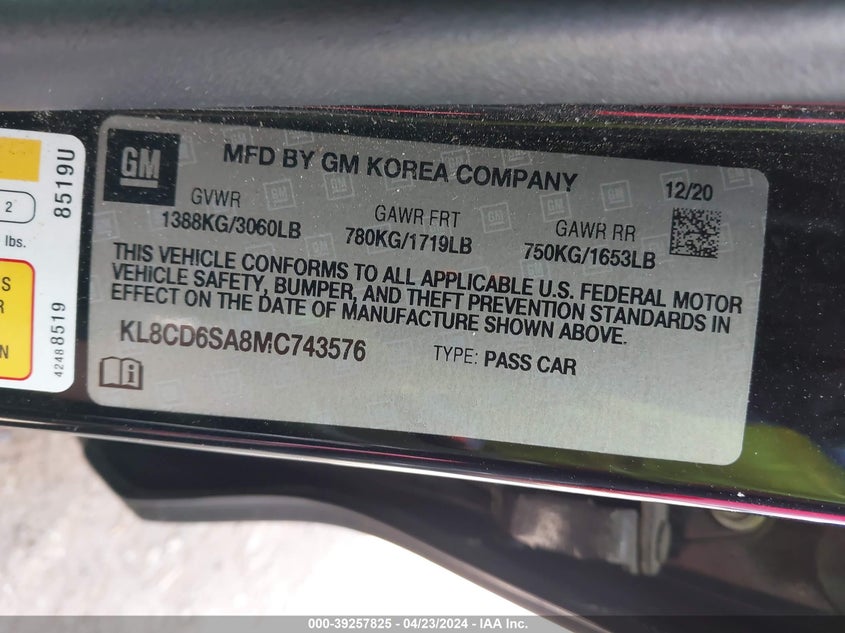 GM
MFD BY GM KOREA COMPANY
12/20
GVWR
1388KG/3060LB
GAWR FRT
780KG/1719LB
GAWR RR
750KG/1653LB
THIS VEHICLE CONFORMS TO ALL APPLICABLE U.S. FEDERAL MOTOR
VEHICLE SAFETY, BUMPER, AND THEFT PREVENTION STANDARDS IN
EFFECT ON THE DATE OF MANUFACTURE SHOWN ABOVE.
KL8CD6SA8MC743576
TYPE: PASS CAR
8519U
2
lbs.
S
R
N
42488519
000-39257825 - 04/23/2024 - IAA Inc.